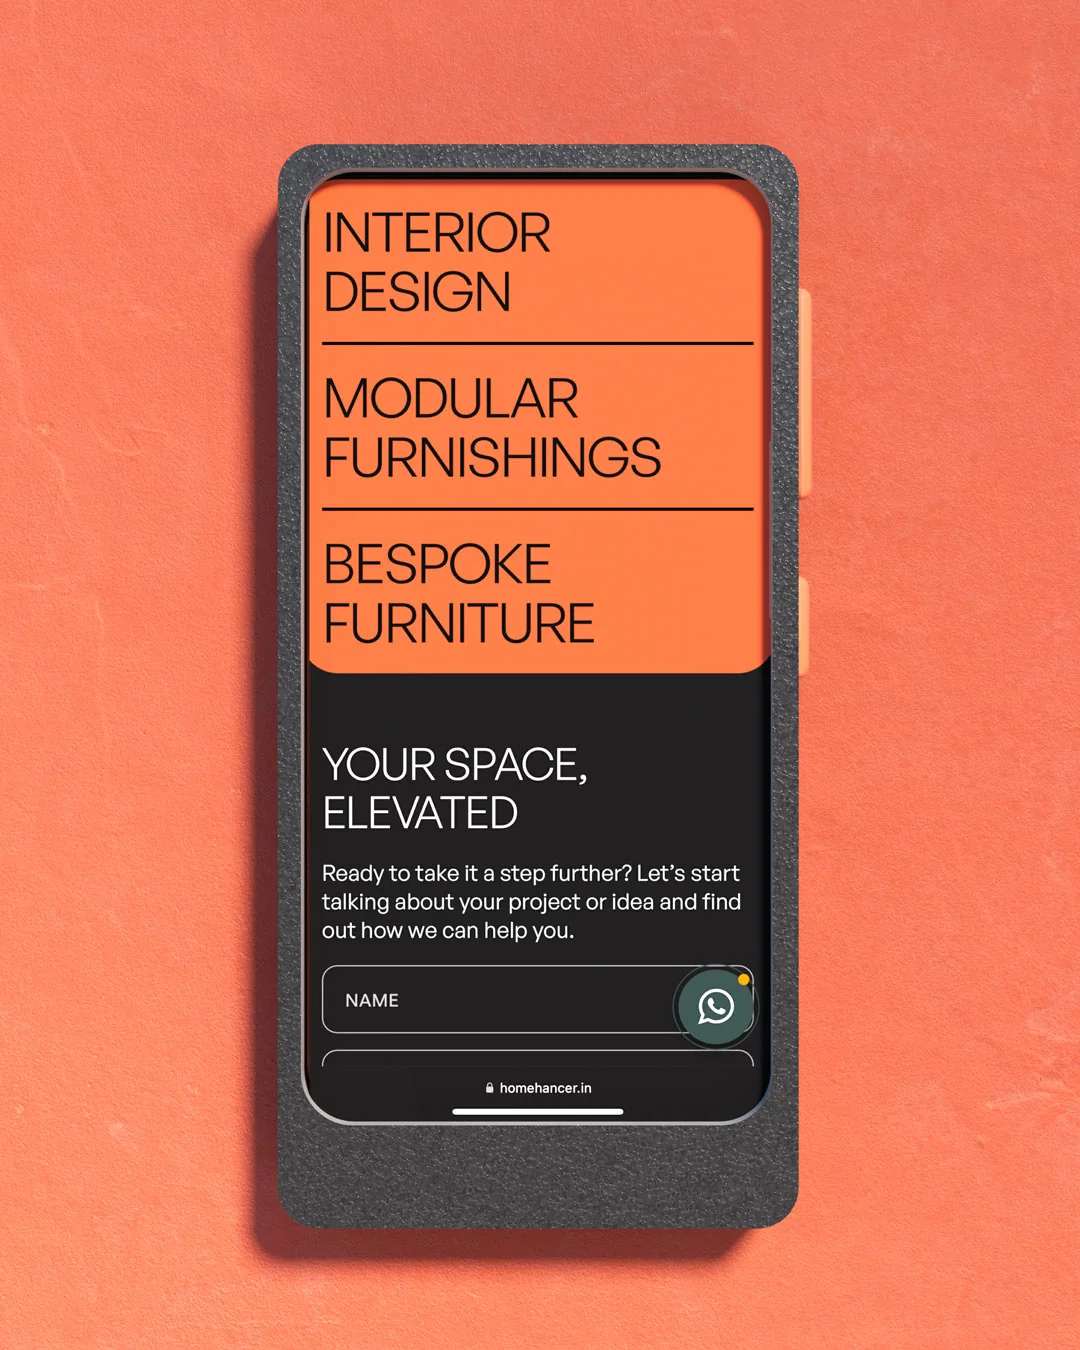 INTERIOR
DESIGN
MODULAR
FURNISHINGS
BESPOKE
FURNITURE
YOUR SPACE,
ELEVATED
Ready to take it a step further? Let’s start
talking about your project or idea and find
out how we can help you.
NAME
homehancer.in